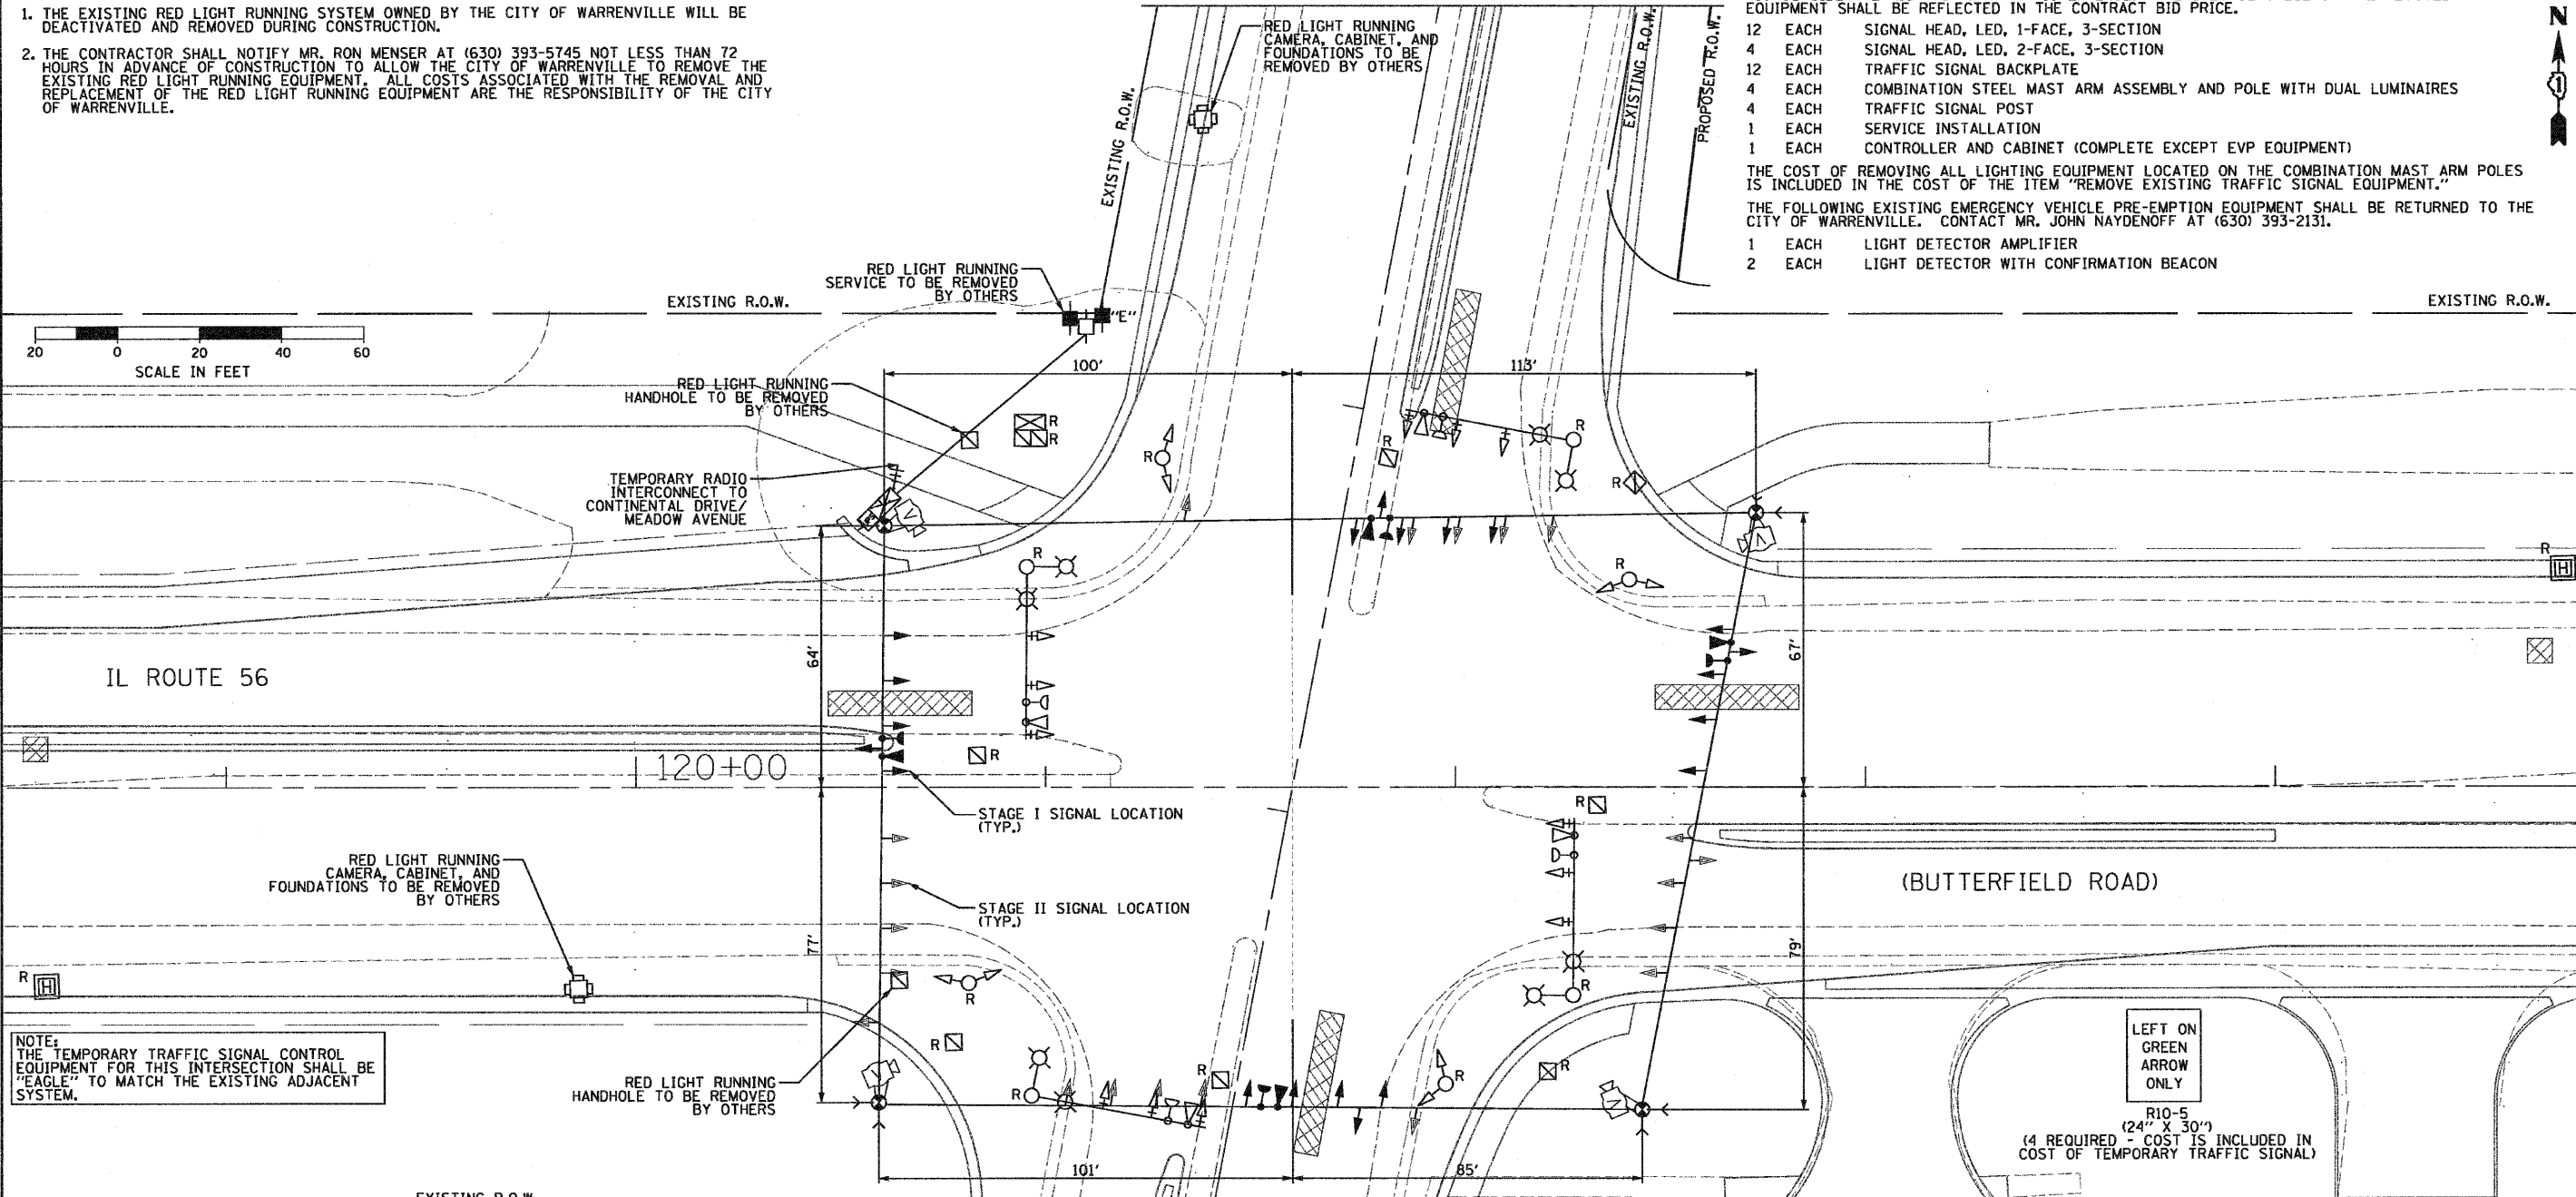 1. THE EXISTING RED LIGHT RUNNING SYSTEM OWNED BY THE CITY OF WARRENVILLE WILL BE
DEACTIVATED AND REMOVED DURING CONSTRUCTION.
2. THE CONTRACTOR SHALL NOTIFY MR. RON MENSER AT (630) 393-5745 NOT LESS THAN 72
HOURS IN ADVANCE OF CONSTRUCTION TO ALLOW THE CITY OF WARRENVILLE TO REMOVE THE
EXISTING RED LIGHT RUNNING EQUIPMENT. ALL COSTS ASSOCIATED WITH THE REMOVAL AND
REPLACEMENT OF THE RED LIGHT RUNNING EQUIPMENT ARE THE RESPONSIBILITY OF THE CITY
OF WARRENVILLE.
RED LIGHT RUNNING
CAMERA, CABINET, AND
FOUNDATIONS TO BE
REMOVED BY OTHERS
EXISTING R.O.W.
EXISTING R.O.W.
PROPOSED R.O.W.
EQUIPMENT SHALL BE REFLECTED IN THE CONTRACT BID PRICE.
12 EACH SIGNAL HEAD, LED, 1-FACE, 3-SECTION
4 EACH SIGNAL HEAD, LED, 2-FACE, 3-SECTION
12 EACH TRAFFIC SIGNAL BACKPLATE
4 EACH COMBINATION STEEL MAST ARM ASSEMBLY AND POLE WITH DUAL LUMINAIRES
4 EACH TRAFFIC SIGNAL POST
1 EACH SERVICE INSTALLATION
1 EACH CONTROLLER AND CABINET (COMPLETE EXCEPT EVP EQUIPMENT)
THE COST OF REMOVING ALL LIGHTING EQUIPMENT LOCATED ON THE COMBINATION MAST ARM POLES
IS INCLUDED IN THE COST OF THE ITEM "REMOVE EXISTING TRAFFIC SIGNAL EQUIPMENT."
THE FOLLOWING EXISTING EMERGENCY VEHICLE PRE-EMPTION EQUIPMENT SHALL BE RETURNED TO THE
CITY OF WARRENVILLE. CONTACT MR. JOHN NAYDENOFF AT (630) 393-2131.
1 EACH LIGHT DETECTOR AMPLIFIER
2 EACH LIGHT DETECTOR WITH CONFIRMATION BEACON
N
1
RED LIGHT RUNNING
SERVICE TO BE REMOVED
BY OTHERS
"E"
EXISTING R.O.W.
EXISTING R.O.W.
20 0 20 40 60
SCALE IN FEET
100'
113'
RED LIGHT RUNNING
HANDHOLE TO BE REMOVED
BY OTHERS
R
R
R
R
R
R
TEMPORARY RADIO
INTERCONNECT TO
CONTINENTAL DRIVE/
MEADOW AVENUE
V
V
R
R
R
H
64'
67'
IL ROUTE 56
120+00
R
R
STAGE I SIGNAL LOCATION
(TYP.)
RED LIGHT RUNNING
CAMERA, CABINET, AND
FOUNDATIONS TO BE REMOVED
BY OTHERS
(BUTTERFIELD ROAD)
STAGE II SIGNAL LOCATION
(TYP.)
77'
79'
R
H
R
R
NOTE:
THE TEMPORARY TRAFFIC SIGNAL CONTROL
EQUIPMENT FOR THIS INTERSECTION SHALL BE
"EAGLE" TO MATCH THE EXISTING ADJACENT
SYSTEM.
R
R
R
R
R
V
V
RED LIGHT RUNNING
HANDHOLE TO BE REMOVED
BY OTHERS
LEFT ON
GREEN
ARROW
ONLY
R10-5
(24" X 30")
(4 REQUIRED - COST IS INCLUDED IN
COST OF TEMPORARY TRAFFIC SIGNAL)
101'
85'
EXISTING R.O.W.